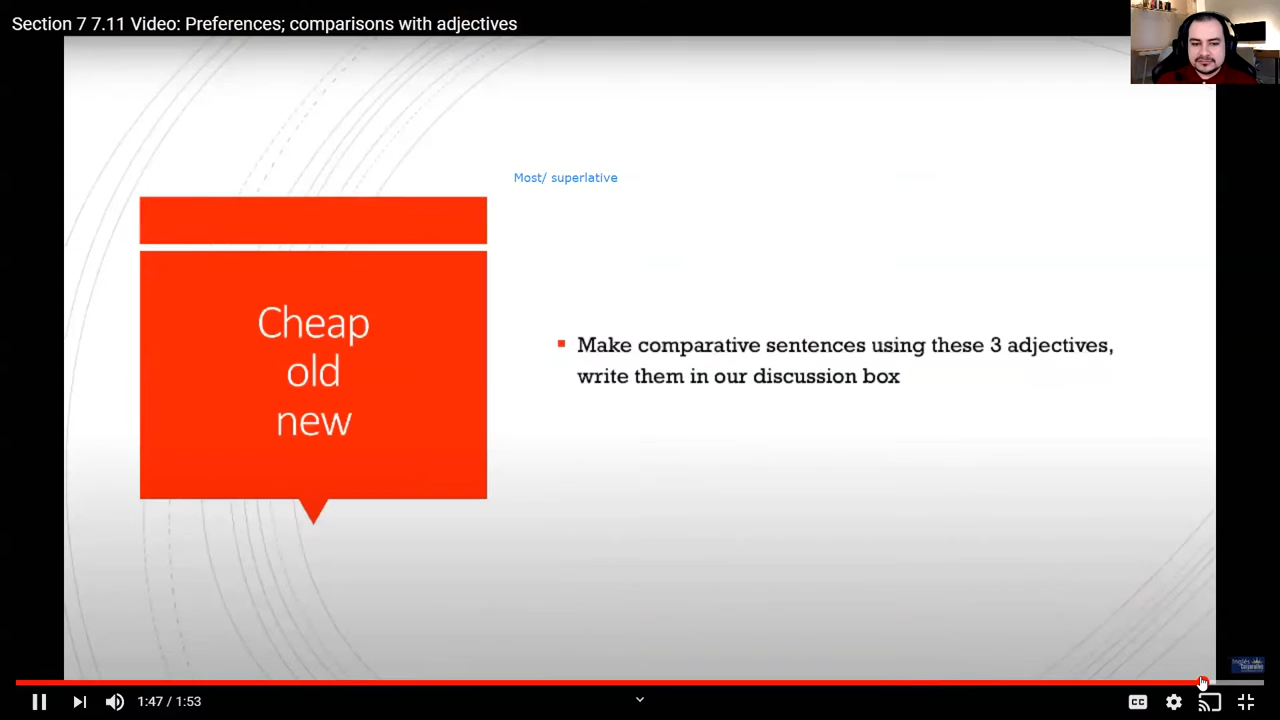 Section 7 7.11 Video: Preferences; comparisons with adjectives
Most/ superlative
Cheap
old
new
Make comparative sentences using these 3 adjectives,
write them in our discussion box
1:47 / 1:53
CC